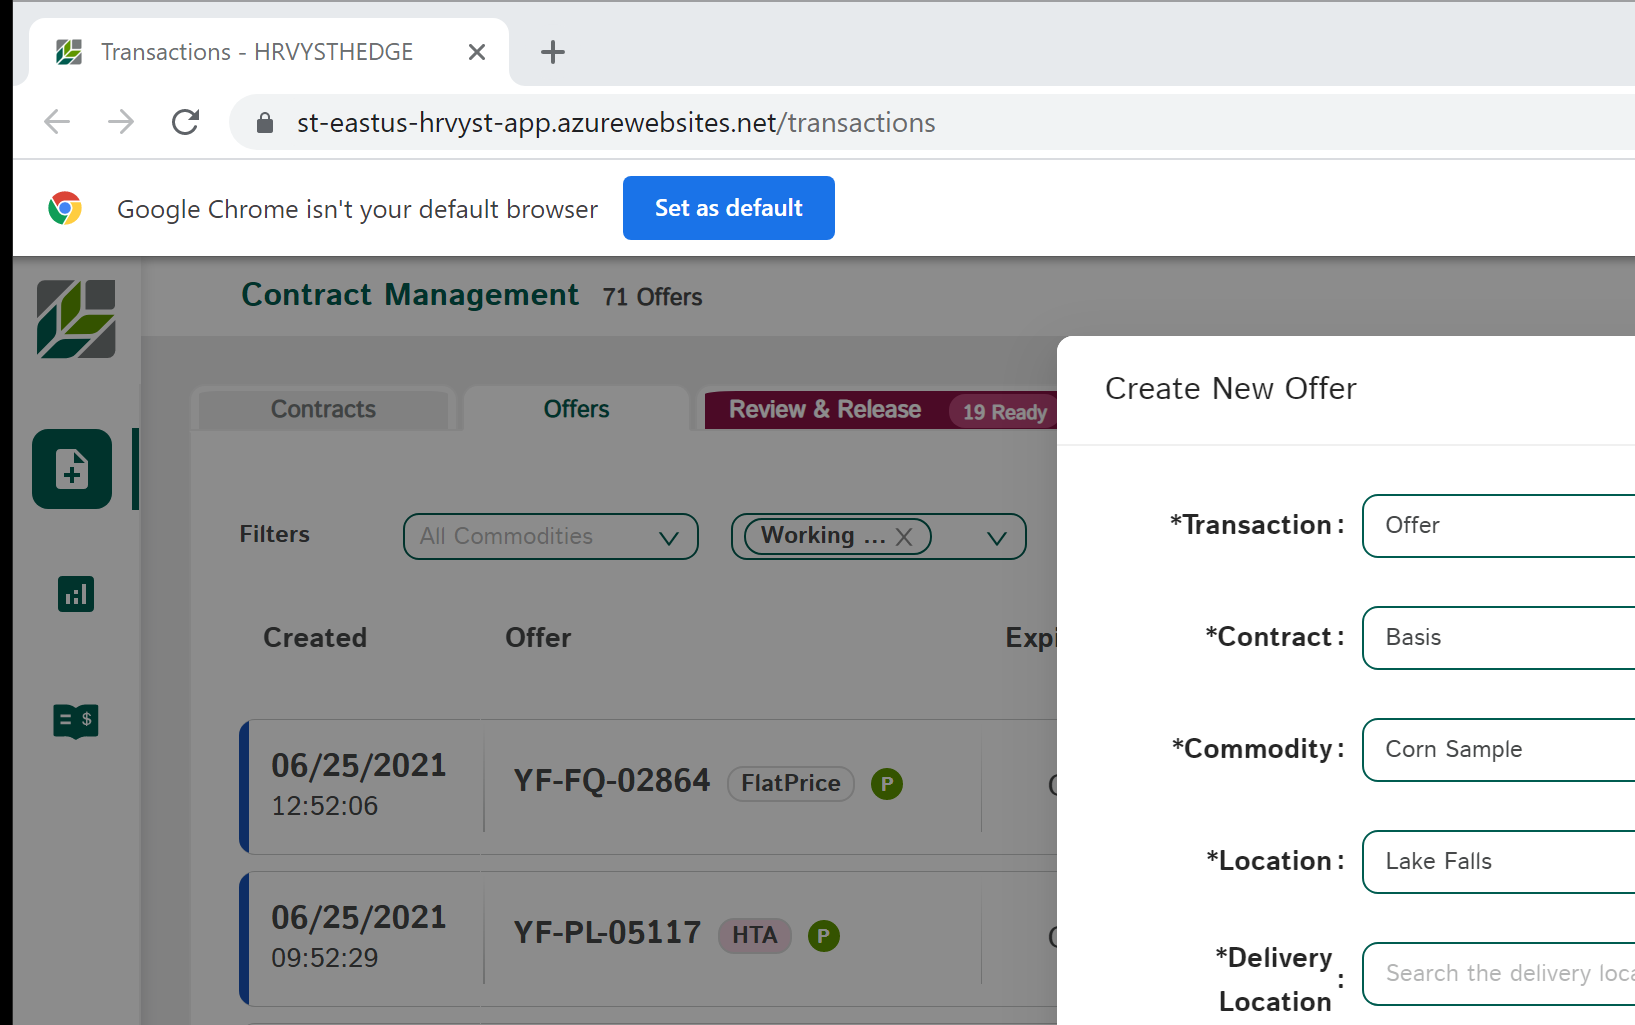 Transactions - HRVYSTHEDGE
st-eastus-hrvyst-app.azurewebsites.net/transactions
Google Chrome isn't your default browser Set as default
Contract Management 71 Offers
Contracts Offers Review & Release 19 Ready
Filters All Commodities Working ...
Created Offer Expi
06/25/2021
12:52:06
YF-FQ-02864 FlatPrice P
06/25/2021
09:52:29
YF-PL-05117 HTA P
Create New Offer
*Transaction: Offer
*Contract: Basis
*Commodity: Corn Sample
*Location: Lake Falls
*Delivery
Location: Search the delivery loca